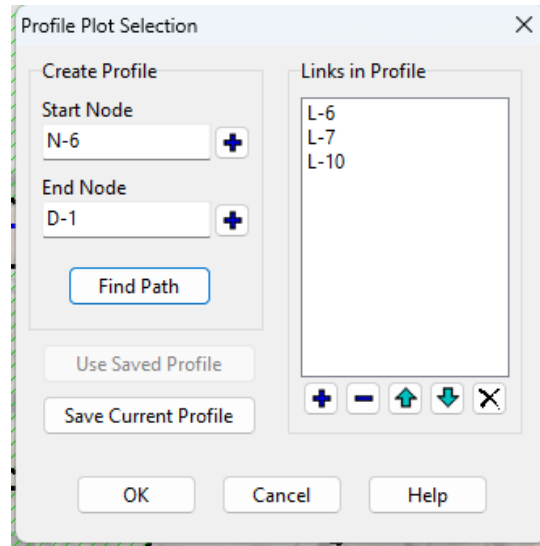 Profile Plot Selection
Create Profile
Start Node
N-6
End Node
D-1
Find Path
Use Saved Profile
Save Current Profile
Links in Profile
L-6
L-7
L-10
OK
Cancel
Help